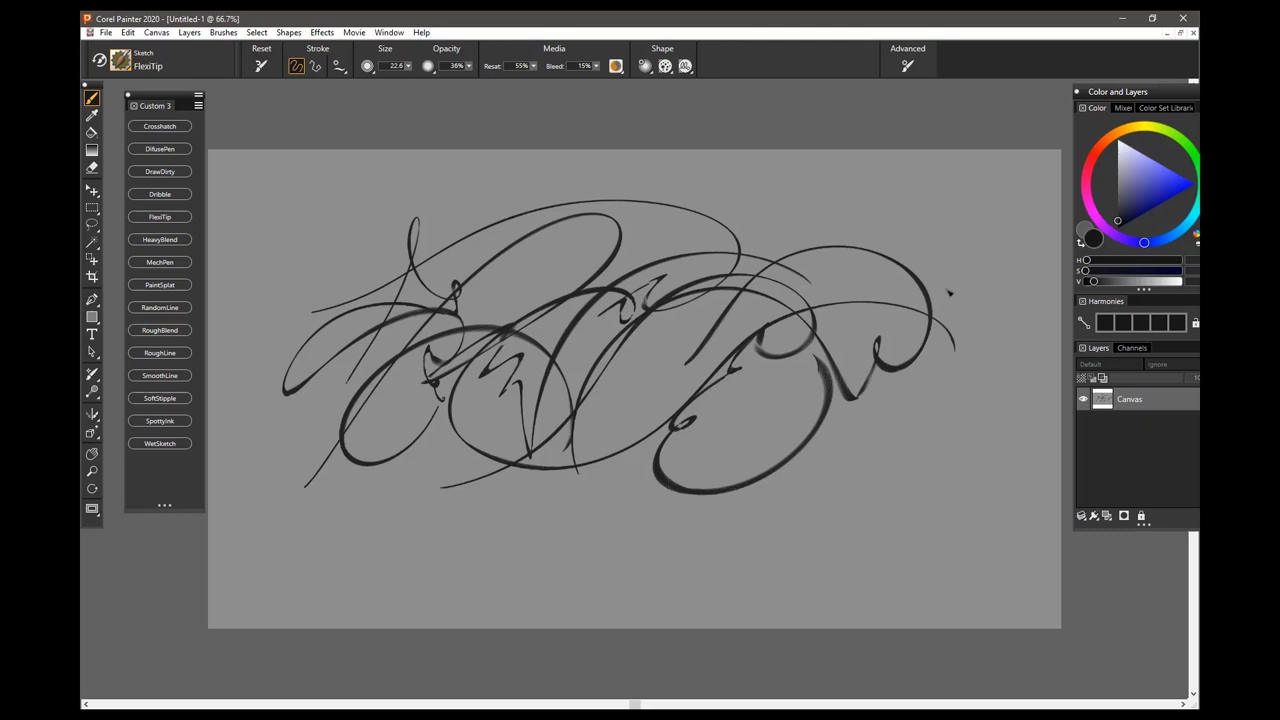 Corel Painter 2020 - [Untitled-1 @ 66.7%]
File Edit Canvas Layers Brushes Select Shapes Effects Movie Window Help
Sketch
FlexiTip
Reset
Stroke
Size
22.6
Opacity
36%
Media
Resat: 55%
Bleed: 15%
Shape
Advanced
Custom 3
Crosshatch
DifusePen
DrawDirty
Dribble
FlexiTip
HeavyBlend
MechPen
PaintSplat
RandomLine
RoughBlend
RoughLine
SmoothLine
SoftStipple
SpottyInk
WetSketch
Color and Layers
Color Mixer Color Set Librari
H
S
V
Harmonies
Layers Channels
Default Ignore
10
Canvas